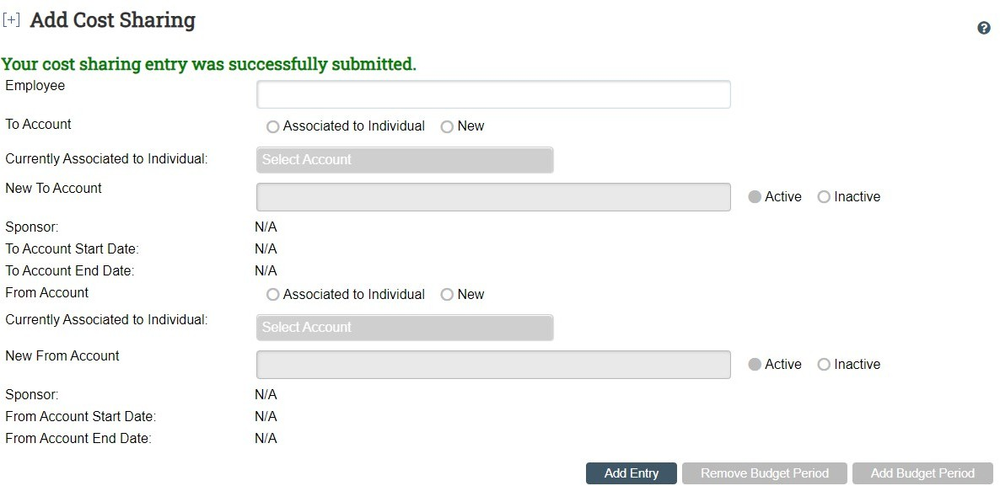 [+] Add Cost Sharing
?
Your cost sharing entry was successfully submitted.
Employee
To Account Associated to Individual New
Currently Associated to Individual: Select Account
New To Account Active Inactive
Sponsor: N/A
To Account Start Date: N/A
To Account End Date: N/A
From Account Associated to Individual New
Currently Associated to Individual: Select Account
New From Account Active Inactive
Sponsor: N/A
From Account Start Date: N/A
From Account End Date: N/A
Add Entry Remove Budget Period Add Budget Period